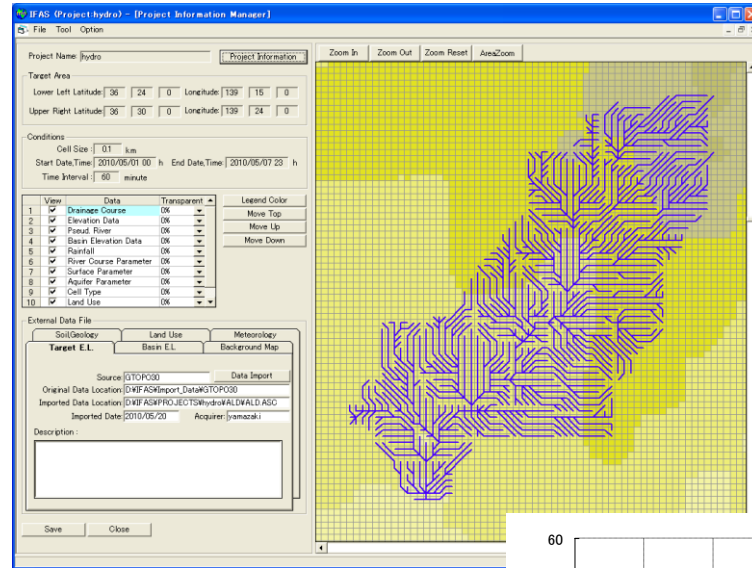 IFAS (Project:hydro) - [Project Information Manager]
File Tool Option
Project Name hydro Project Information
Target Area
Lower Left Latitude 36 24 0 Longitude 139 15 0
Upper Right Latitude 36 30 0 Longitude 139 24 0
Conditions
Cell Size : 0.1 km
Start Date,Time: 2010/05/01 00 h End Date,Time: 2010/05/07 23 h
Time Interval : 60 minute
View Data Transparent
1 Drainage Course 0%
2 Elevation Data 0%
3 Pseud. River 0%
4 Basin Elevation Data 0%
5 Rainfall 0%
6 River Course Parameter 0%
7 Surface Parameter 0%
8 Aquifer Parameter 0%
9 Cell Type 0%
10 Land Use 0%
Legend Color
Move Top
Move Up
Move Down
External Data File
Soil,Geology Land Use Meteorology
Target E.L. Basin E.L Background Map
Source GTOPO30 Data Import
Original Data Location D:¥IFAS¥Import_Data¥GTOPO30
Imported Data Location D:¥IFAS¥PROJECTS¥hydro¥ALD¥ALD.ASC
Imported Date 2010/05/20 Acquirer yamazaki
Description :
Save Close
Zoom In Zoom Out Zoom Reset AreaZoom
60